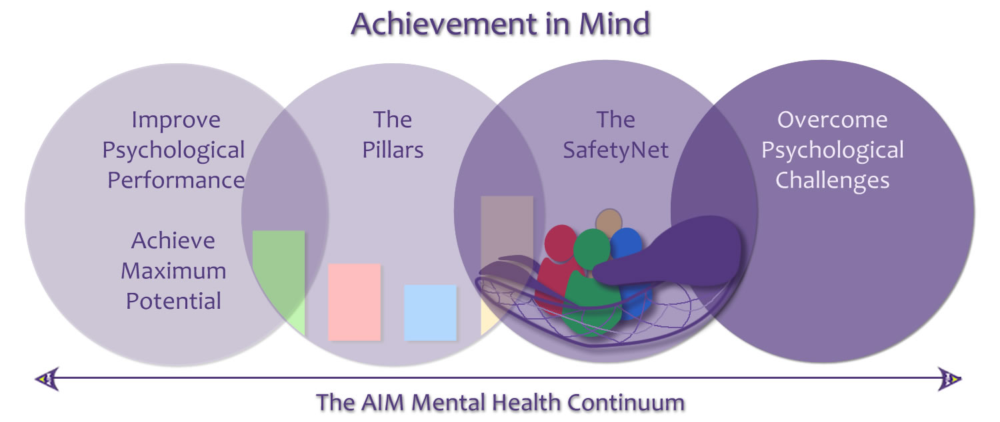 Achievement in Mind
Improve
Psychological
Performance
Achieve
Maximum
Potential
The
Pillars
The
SafetyNet
Overcome
Psychological
Challenges
The AIM Mental Health Continuum